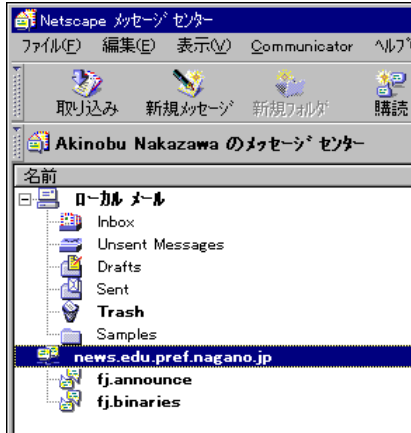 Netscape メッセージ センター
ファイル(F) 編集(E) 表示(V) Communicator ヘルプ
取り込み 新規メッセージ 新規フォルダ 購読
Akinobu Nakazawa のメッセージ センター
名前
ローカル メール
Inbox
Unsent Messages
Drafts
Sent
Trash
Samples
news.edu.pref.nagano.jp
fj.announce
fj.binaries